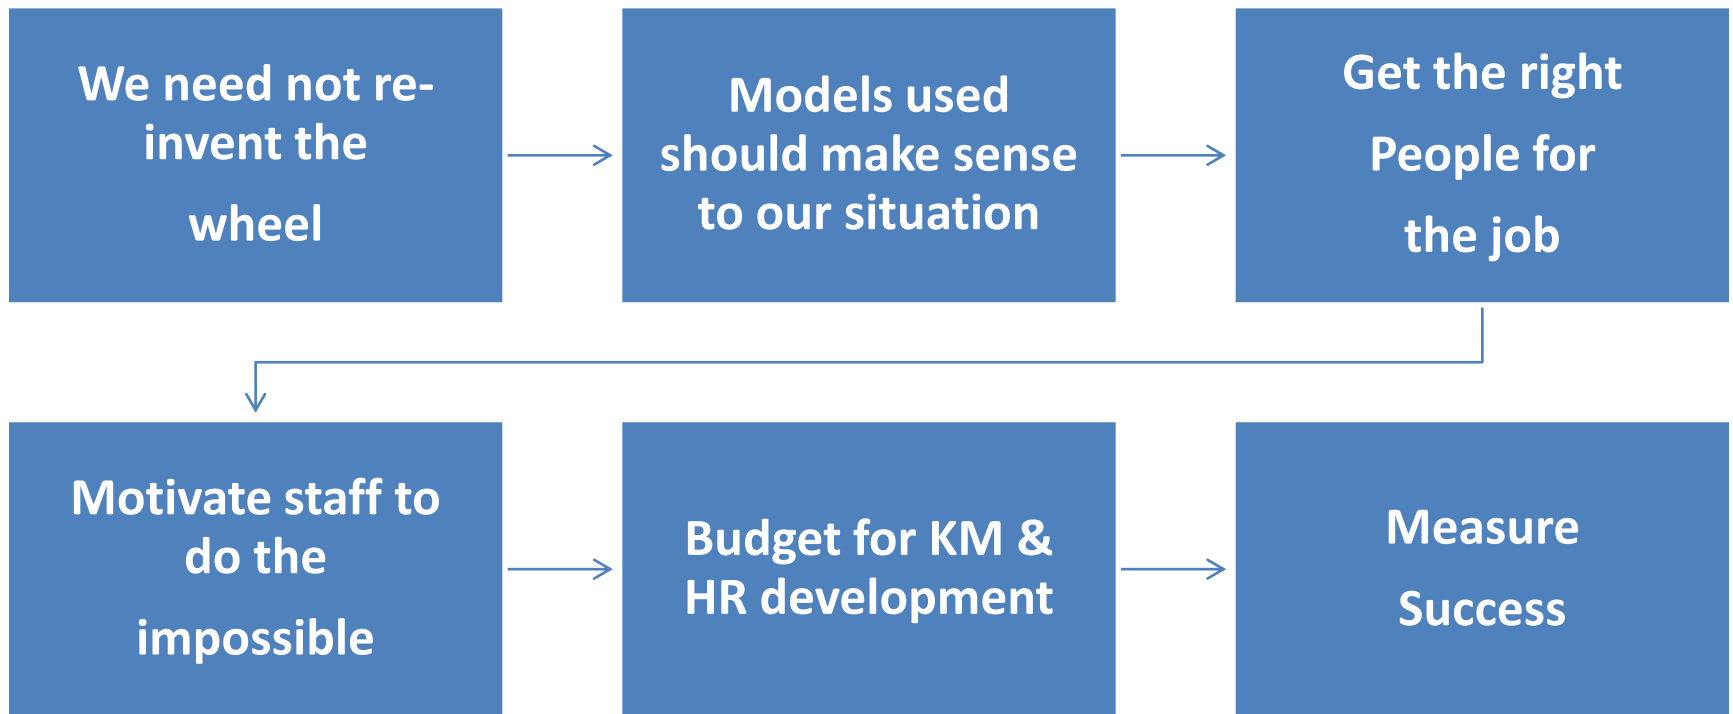 We need not re-
invent the
wheel
Models used
should make sense
to our situation
Get the right
People for
the job
Motivate staff to
do the
impossible
Budget for KM &
HR development
Measure
Success